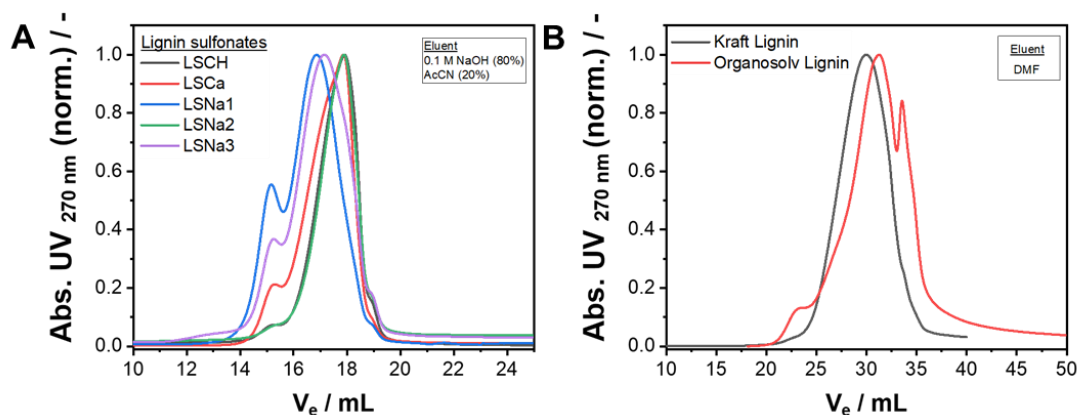 A
Abs. UV 270 nm (norm.) / -
1.0
0.8
0.6
0.4
0.2
0.0
Lignin sulfonates
LSCH
LSCa
LSNa1
LSNa2
LSNa3
Eluent
0.1 M NaOH (80%)
AcCN (20%)
10 12 14 16 18 20 22 24
Ve / mL
B
Abs. UV 270 nm (norm.) / -
1.0
0.8
0.6
0.4
0.2
0.0
Kraft Lignin
Organosolv Lignin
Eluent
DMF
10 15 20 25 30 35 40 45 50
Ve / mL